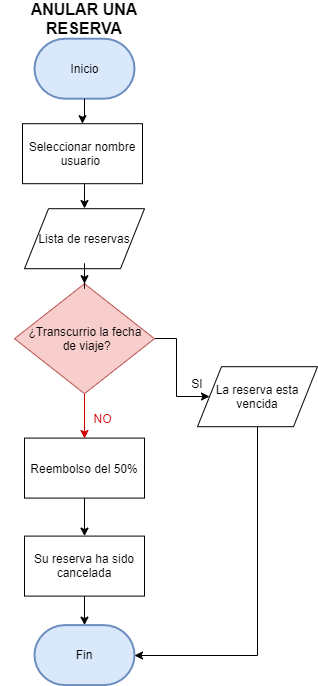 ANULAR UNA
RESERVA
Inicio
Seleccionar nombre
usuario
Lista de reservas
¿Transcurrio la fecha
de viaje?
SI
La reserva esta
vencida
NO
Reembolso del 50%
Su reserva ha sido
cancelada
Fin